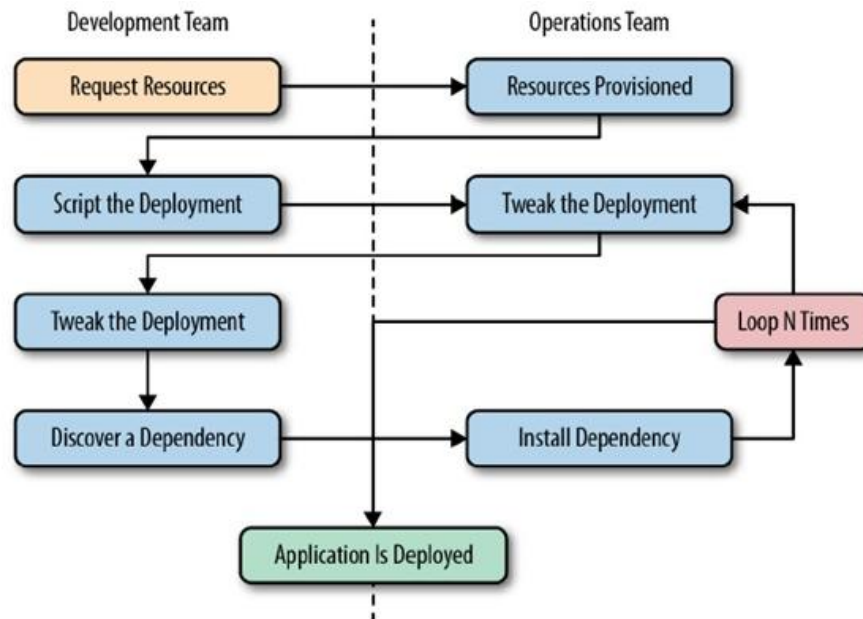 Development Team
Operations Team
Request Resources
Resources Provisioned
Script the Deployment
Tweak the Deployment
Tweak the Deployment
Loop N Times
Discover a Dependency
Install Dependency
Application Is Deployed